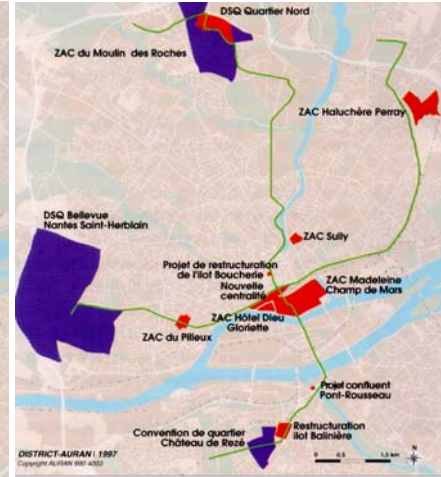 DSQ Quartier Nord
ZAC du Moulin des Roches
ZAC Haluchère Perray
DSQ Bellevue
Nantes Saint-Herblain
ZAC Sully
Projet de restructuration
de l'ilot Boucherie
Nouvelle
centralité
ZAC Madeleine
Champ de Mars
ZAC Hôtel Dieu
Gloriette
ZAC du Pilleux
Projet confluent
Pont-Rousseau
Convention de quartier
Château de Rezé
Restructuration
ilot Balinière
DISTRICT-AURAN 1997
Copyright AURAN 990 4003
0 0,5 1,5 km
N